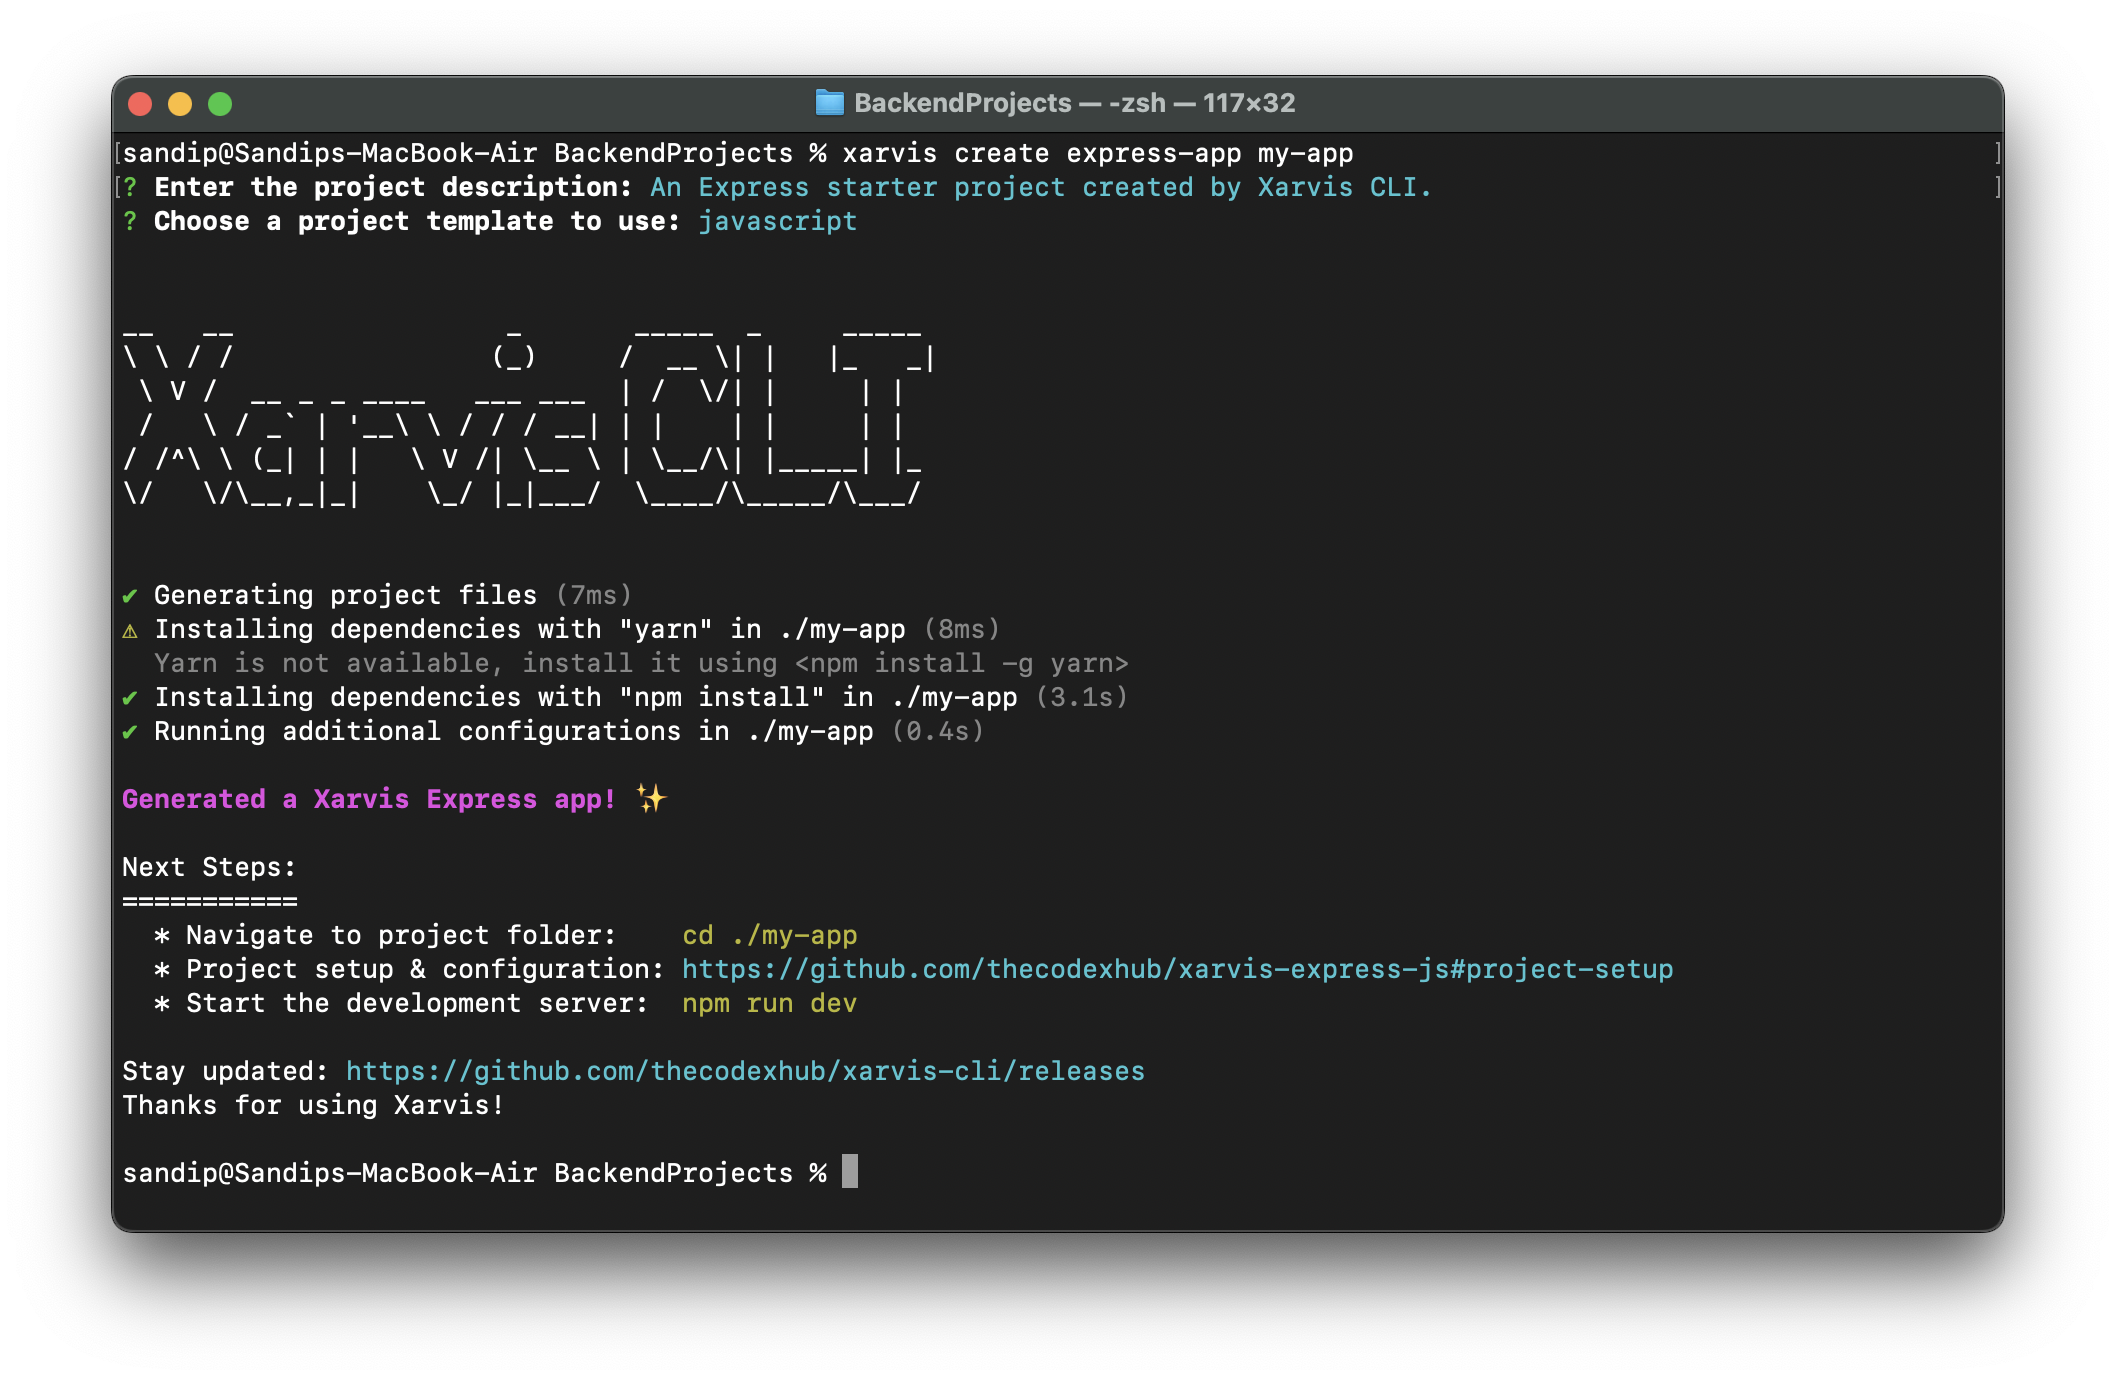 BackendProjects — -zsh — 117×32
[sandip@Sandips-MacBook-Air BackendProjects % xarvis create express-app my-app ]
[? Enter the project description: An Express starter project created by Xarvis CLI. ]
? Choose a project template to use: javascript
__   __                 _       _____  _     _____
\ \ / /                (_)     /  __ \| |   |_   _|
 \ V /  __ _ _ ____   ___ ___  | /  \/| |     | |
 /   \ / _` | '__\ \ / / / __| | |    | |     | |
/ /^\ \ (_| | |   \ V /| \__ \ | \__/\| |_____| |_
\/   \/\__,_|_|    \_/ |_|___/  \____/\_____/\___/
✔ Generating project files (7ms)
⚠ Installing dependencies with "yarn" in ./my-app (8ms)
Yarn is not available, install it using <npm install -g yarn>
✔ Installing dependencies with "npm install" in ./my-app (3.1s)
✔ Running additional configurations in ./my-app (0.4s)
Generated a Xarvis Express app! ✨
Next Steps:
===========
* Navigate to project folder:    cd ./my-app
* Project setup & configuration: https://github.com/thecodexhub/xarvis-express-js#project-setup
* Start the development server:  npm run dev
Stay updated: https://github.com/thecodexhub/xarvis-cli/releases
Thanks for using Xarvis!
sandip@Sandips-MacBook-Air BackendProjects %